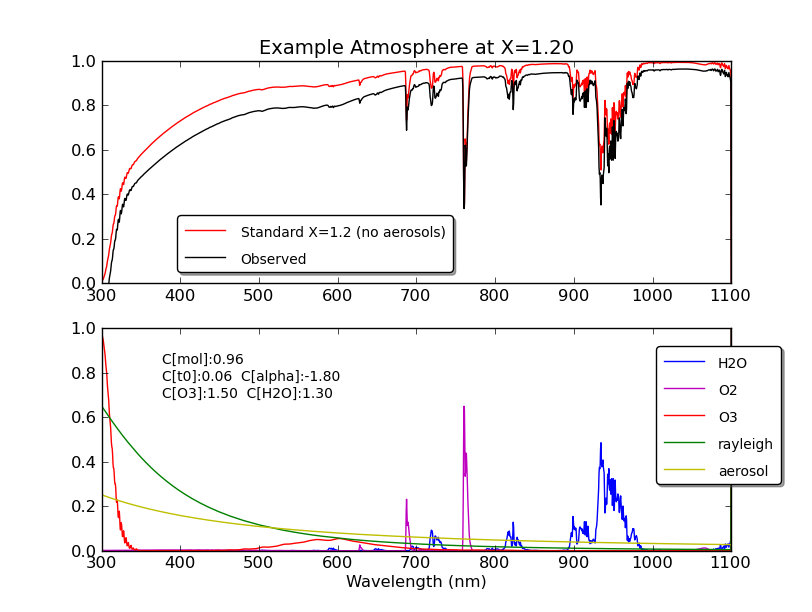 Example Atmosphere at X=1.20
1.0
0.8
0.6
0.4
0.2
0.0
Standard X=1.2 (no aerosols)
Observed
300 400 500 600 700 800 900 1000 1100
1.0
0.8
0.6
0.4
0.2
0.0
C[mol]:0.96
C[t0]:0.06 C[alpha]:-1.80
C[O3]:1.50 C[H2O]:1.30
H2O
O2
O3
rayleigh
aerosol
300 400 500 600 700 800 900 1000 1100
Wavelength (nm)